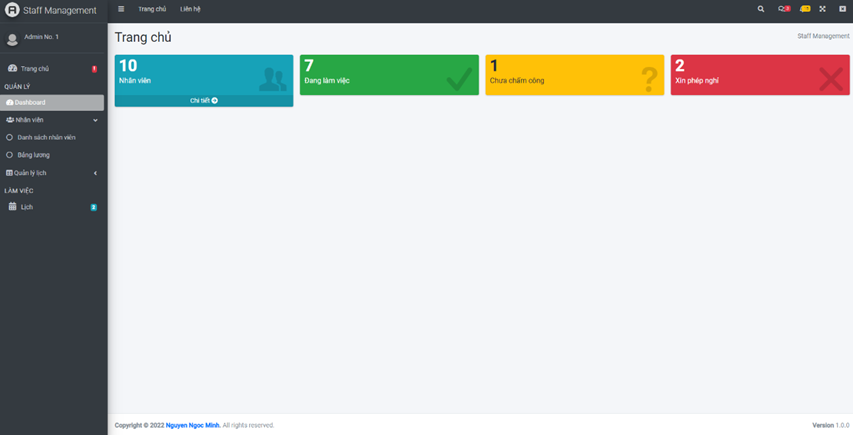 Staff Management
Trang chủ
Liên hệ
Admin No. 1
Trang chủ
1
QUẢN LÝ
Dashboard
Nhân viên
Danh sách nhân viên
Bảng lương
Quản lý lịch
LÀM VIỆC
Lịch
Trang chủ
Staff Management
10
Nhân viên
Chi tiết
7
Đang làm việc
1
Chưa chấm công
2
Xin phép nghỉ
Copyright © 2022 Nguyen Ngoc Minh. All rights reserved.
Version 1.0.0